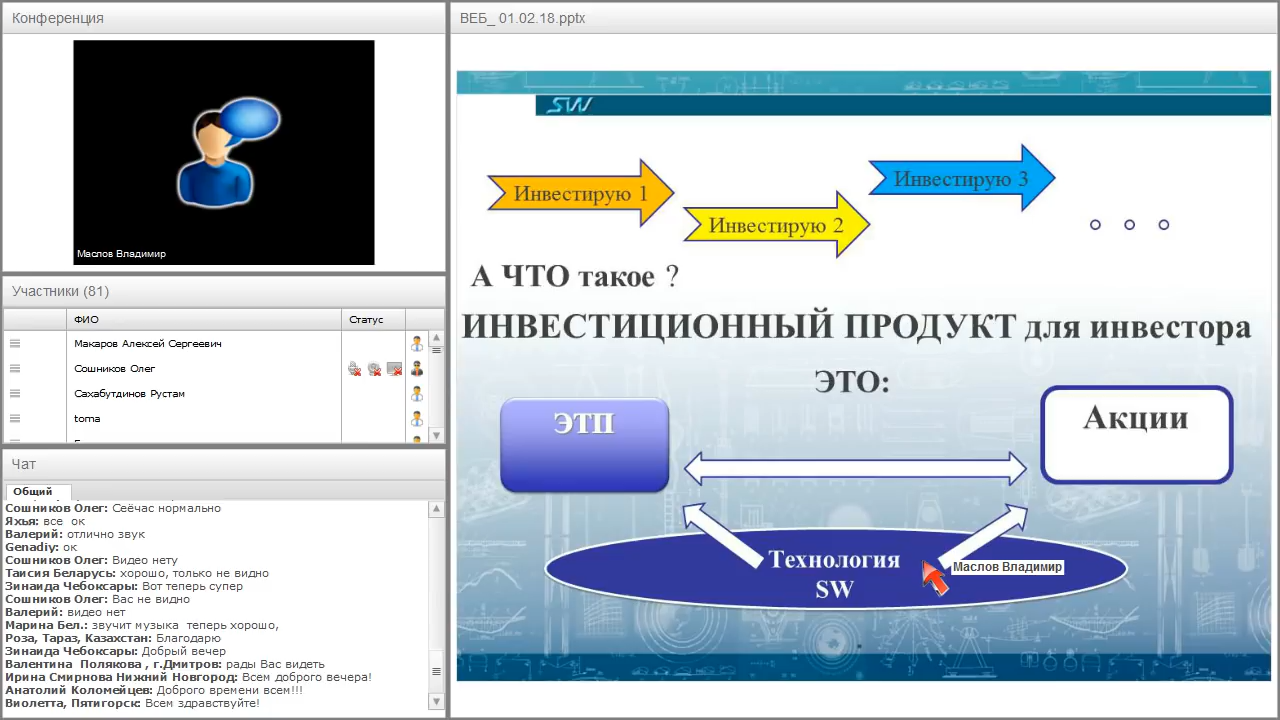 Конференция
Маслов Владимир
Участники (81)
ФИО
Статус
Макаров Алексей Сергеевич
Сошников Олег
Сахабутдинов Рустам
toma
Чат
Общий
Сошников Олег: Сеёчас нормально
Яхья: все ок
Валерий: отлично звук
Genadiy: ок
Сошников Олег: Видео нету
Таисия Беларусь: хорошо, только не видно
Зинаида Чебоксары: Вот теперь супер
Сошников Олег: Вас не видно
Валерий: видео нет
Марина Бел.: звучит музыка теперь хорошо,
Роза, Тараз, Казахстан: Благодарю
Зинаида Чебоксары: Добрый вечер
Валентина Полякова , г.Дмитров: рады Вас видеть
Ирина Смирнова Нижний Новгород: Всем доброго вечера!
Анатолий Коломейцев: Доброго времени всем!!!
Виолетта, Пятигорск: Всем здравствуйте!
ВЕБ_ 01.02.18.pptx
SW
Инвестирую 1
Инвестирую 2
Инвестирую 3
А ЧТО такое ?
ИНВЕСТИЦИОННЫЙ ПРОДУКТ для инвестора
ЭТО:
ЭТП
Акции
Технология
SW
Маслов Владимир